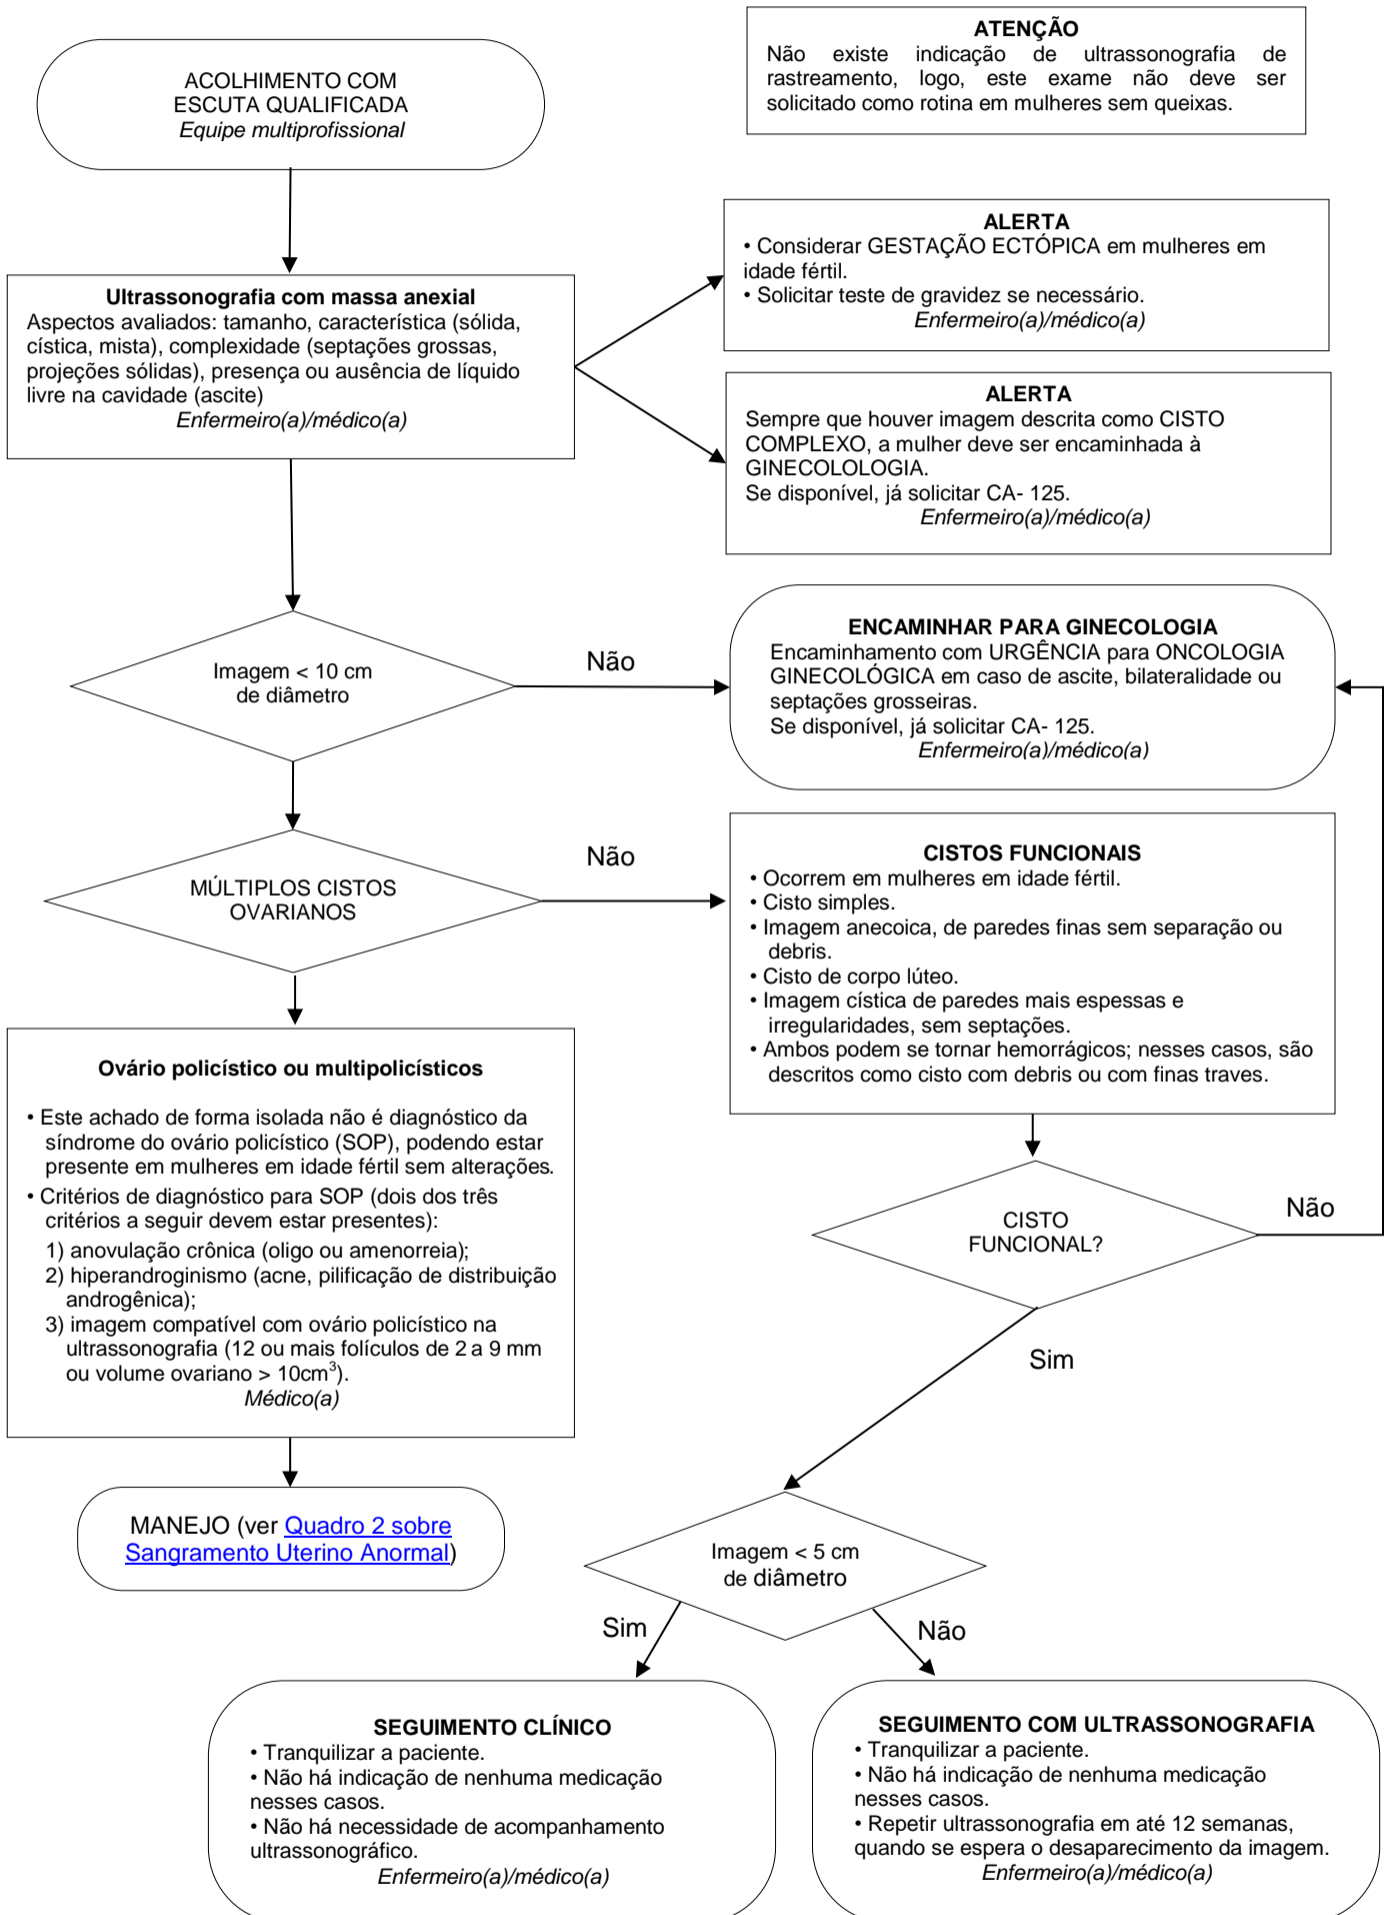 ATENÇÃO
Não existe indicação de ultrassonografia de
rastreamento, logo, este exame não deve ser
solicitado como rotina em mulheres sem queixas.
ACOLHIMENTO COM
ESCUTA QUALIFICADA
Equipe multiprofissional
ALERTA
• Considerar GESTAÇÃO ECTÓPICA em mulheres em
idade fértil.
• Solicitar teste de gravidez se necessário.
Enfermeiro(a)/médico(a)
Ultrassonografia com massa anexial
Aspectos avaliados: tamanho, característica (sólida,
cística, mista), complexidade (septações grossas,
projeções sólidas), presença ou ausência de líquido
livre na cavidade (ascite)
Enfermeiro(a)/médico(a)
ALERTA
Sempre que houver imagem descrita como CISTO
COMPLEXO, a mulher deve ser encaminhada à
GINECOLOLOGIA.
Se disponível, já solicitar CA- 125.
Enfermeiro(a)/médico(a)
Imagem < 10 cm
de diâmetro
Não
ENCAMINHAR PARA GINECOLOGIA
Encaminhamento com URGÊNCIA para ONCOLOGIA
GINECOLÓGICA em caso de ascite, bilateralidade ou
septações grosseiras.
Se disponível, já solicitar CA- 125.
Enfermeiro(a)/médico(a)
MÚLTIPLOS CISTOS
OVARIANOS
Não
CISTOS FUNCIONAIS
• Ocorrem em mulheres em idade fértil.
• Cisto simples.
• Imagem anecoica, de paredes finas sem separação ou
debris.
• Cisto de corpo lúteo.
• Imagem cística de paredes mais espessas e
irregularidades, sem septações.
• Ambos podem se tornar hemorrágicos; nesses casos, são
descritos como cisto com debris ou com finas traves.
Ovário policístico ou multipolicísticos
• Este achado de forma isolada não é diagnóstico da
síndrome do ovário policístico (SOP), podendo estar
presente em mulheres em idade fértil sem alterações.
• Critérios de diagnóstico para SOP (dois dos três
critérios a seguir devem estar presentes):
1) anovulação crônica (oligo ou amenorreia);
2) hiperandroginismo (acne, pilificação de distribuição
androgênica);
3) imagem compatível com ovário policístico na
ultrassonografia (12 ou mais folículos de 2 a 9 mm
ou volume ovariano > 10cm³).
Médico(a)
CISTO
FUNCIONAL?
Não
Sim
MANEJO (ver Quadro 2 sobre
Sangramento Uterino Anormal)
Imagem < 5 cm
de diâmetro
Sim
Não
SEGUIMENTO CLÍNICO
• Tranquilizar a paciente.
• Não há indicação de nenhuma medicação
nesses casos.
• Não há necessidade de acompanhamento
ultrassonográfico.
Enfermeiro(a)/médico(a)
SEGUIMENTO COM ULTRASSONOGRAFIA
• Tranquilizar a paciente.
• Não há indicação de nenhuma medicação
nesses casos.
• Repetir ultrassonografia em até 12 semanas,
quando se espera o desaparecimento da imagem.
Enfermeiro(a)/médico(a)